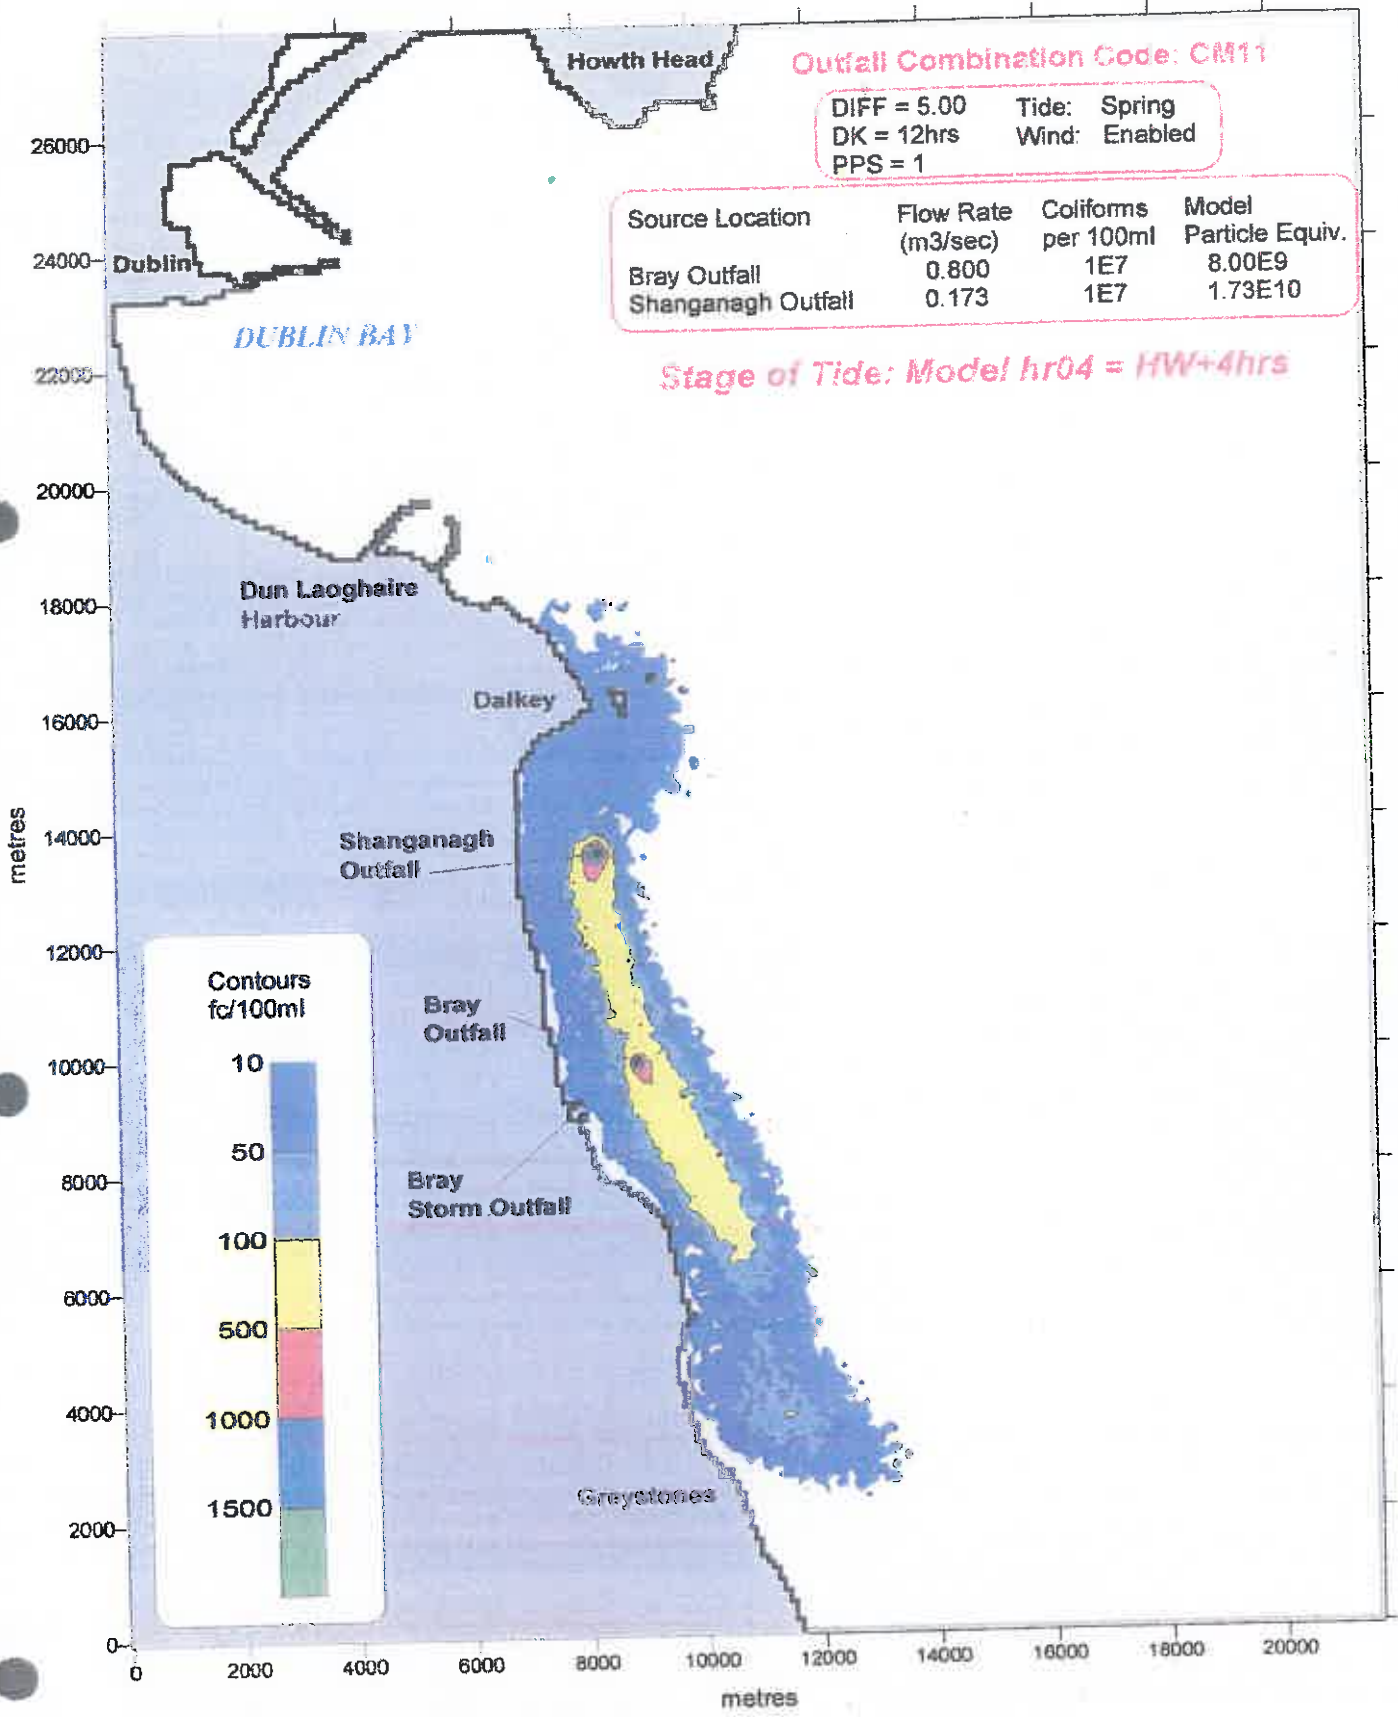 Howth Head
Outfall Combination Code: CM11
DIFF = 5.00 Tide: Spring
DK = 12hrs Wind: Enabled
PPS = 1
Source Location Flow Rate Coliforms Model
(m3/sec) per 100ml Particle Equiv.
Bray Outfall 0.800 1E7 8.00E9
Shanganagh Outfall 0.173 1E7 1.73E10
Stage of Tide: Model hr04 = HW+4hrs
Dublin
DUBLIN BAY
Dun Laoghaire
Harbour
Dalkey
Shanganagh
Outfall
Bray
Outfall
Bray
Storm Outfall
Greystones
Contours
fc/100ml
10
50
100
500
1000
1500
metres
26000
24000
22000
20000
18000
16000
14000
12000
10000
8000
6000
4000
2000
0
0 2000 4000 6000 8000 10000 12000 14000 16000 18000 20000
metres